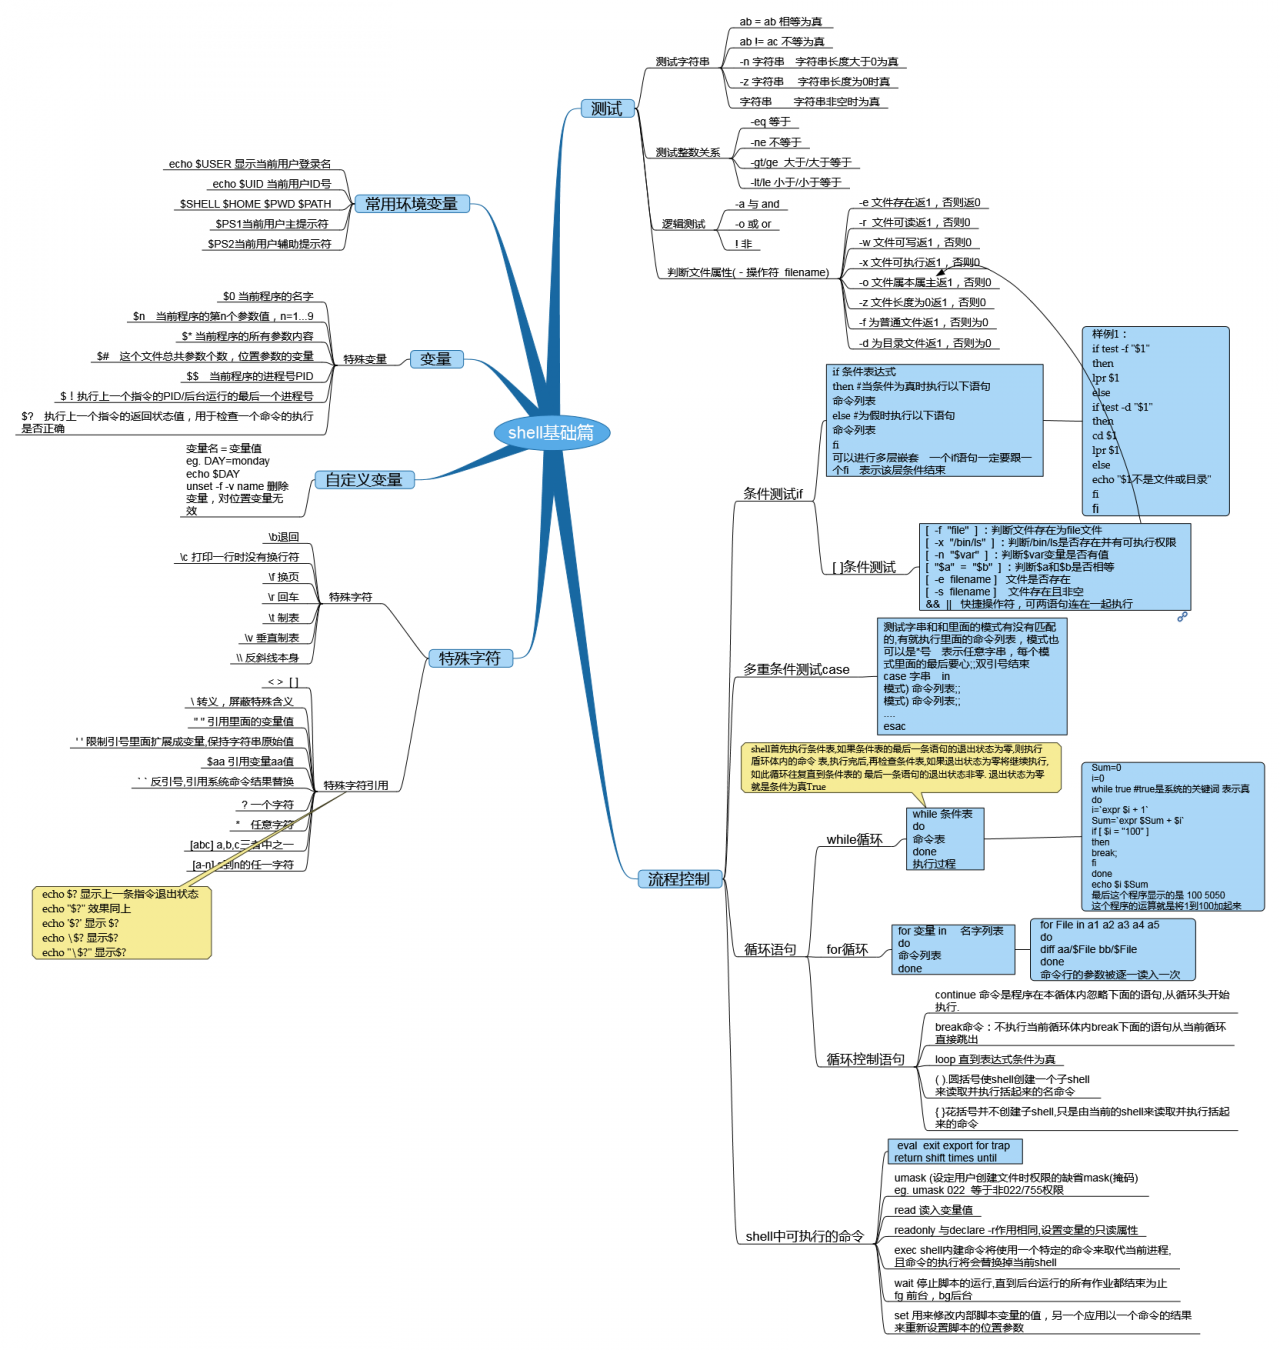 shell基础篇
测试
测试字符串
ab = ab 相等为真
ab != ac 不等为真
-n 字符串 字符串长度大于0为真
-z 字符串 字符串长度为0时真
字符串 字符串非空时为真
测试整数关系
-eq 等于
-ne 不等于
-gt/ge 大于/大于等于
-lt/le 小于/小于等于
逻辑测试
-a 与 and
-o 或 or
! 非
判断文件属性( - 操作符 filename)
-e 文件存在返1，否则返0
-r 文件可读返1，否则0
-w 文件可写返1，否则0
-x 文件可执行返1，否则0
-o 文件属本属主返1，否则0
-z 文件长度为0返1，否则0
-f 为普通文件返1，否则为0
-d 为目录文件返1，否则为0
常用环境变量
echo $USER 显示当前用户登录名
echo $UID 当前用户ID号
$SHELL $HOME $PWD $PATH
$PS1当前用户主提示符
$PS2当前用户辅助提示符
变量
特殊变量
$0 当前程序的名字
$n 当前程序的第n个参数值，n=1...9
$* 当前程序的所有参数内容
$# 这个文件总共参数个数，位置参数的变量
$$ 当前程序的进程号PID
$！执行上一个指令的PID/后台运行的最后一个进程号
$? 执行上一个指令的返回状态值，用于检查一个命令的执行
是否正确
自定义变量
变量名＝变量值
eg. DAY=monday
echo $DAY
unset -f -v name 删除
变量，对位置变量无
效
特殊字符
特殊字符
\b退回
\c 打印一行时没有换行符
\f 换页
\r 回车
\t 制表
\v 垂直制表
\\ 反斜线本身
特殊字符引用
< > [ ]
\ 转义，屏蔽特殊含义
" " 引用里面的变量值
' ' 限制引号里面扩展成变量,保持字符串原始值
$aa 引用变量aa值
` ` 反引号,引用系统命令结果替换
? 一个字符
* 任意字符
[abc] a,b,c三者中之一
[a-n] a到n的任一字符
echo $? 显示上一条指令退出状态
echo "$?" 效果同上
echo '$?' 显示 $?
echo \$? 显示$?
echo "\$?" 显示$?
流程控制
条件测试if
if 条件表达式
then #当条件为真时执行以下语句
命令列表
else #为假时执行以下语句
命令列表
fi
可以进行多层嵌套 一个if语句一定要跟一
个fi 表示该层条件结束
样例1：
if test -f "$1"
then
lpr $1
else
if test -d "$1"
then
cd $1
lpr $1
else
echo "$1不是文件或目录"
fi
fi
[ ]条件测试
[ -f "file" ] ：判断文件存在为file文件
[ -x "/bin/ls" ] ：判断/bin/ls是否存在并有可执行权限
[ -n "$var" ] ：判断$var变量是否有值
[ "$a" = "$b" ] ：判断$a和$b是否相等
[ -e filename ] 文件是否存在
[ -s filename ] 文件存在且非空
&& || 快捷操作符，可两语句连在一起执行
多重条件测试case
测试字串和和里面的模式有没有匹配
的,有就执行里面的命令列表，模式也
可以是*号 表示任意字串，每个模
式里面的最后要心;;双引号结束
case 字串 in
模式) 命令列表;;
模式) 命令列表;;
....
esac
循环语句
shell首先执行条件表,如果条件表的最后一条语句的退出状态为零,则执行
盾环体内的命令 表,执行完后,再检查条件表,如果退出状态为零将继续执行,
如此循环往复直到条件表的 最后一条语句的退出状态非零. 退出状态为零
就是条件为真True
while循环
while 条件表
do
命令表
done
执行过程
Sum=0
i=0
while true #true是系统的关键词 表示真
do
i=`expr $i + 1`
Sum=`expr $Sum + $i`
if [ $i = "100" ]
then
break;
fi
done
echo $i $Sum
最后这个程序显示的是 100 5050
这个程序的运算就是将1到100加起来
for循环
for 变量 in 名字列表
do
命令列表
done
for File in a1 a2 a3 a4 a5
do
diff aa/$File bb/$File
done
命令行的参数被逐一读入一次
循环控制语句
continue 命令是程序在本循体内忽略下面的语句,从循环头开始
执行.
break命令：不执行当前循环体内break下面的语句从当前循环
直接跳出
loop 直到表达式条件为真
( ).圆括号使shell创建一个子shell
来读取并执行括起来的名命令
{ }花括号并不创建子shell,只是由当前的shell来读取并执行括起
来的命令
shell中可执行的命令
eval exit export for trap
return shift times until
umask (设定用户创建文件时权限的缺省mask(掩码)
eg. umask 022 等于非022/755权限
read 读入变量值
readonly 与declare -r作用相同,设置变量的只读属性
exec shell内建命令将使用一个特定的命令来取代当前进程,
且命令的执行将会替换掉当前shell
wait 停止脚本的运行,直到后台运行的所有作业都结束为止
fg 前台，bg后台
set 用来修改内部脚本变量的值，另一个应用以一个命令的结果
来重新设置脚本的位置参数